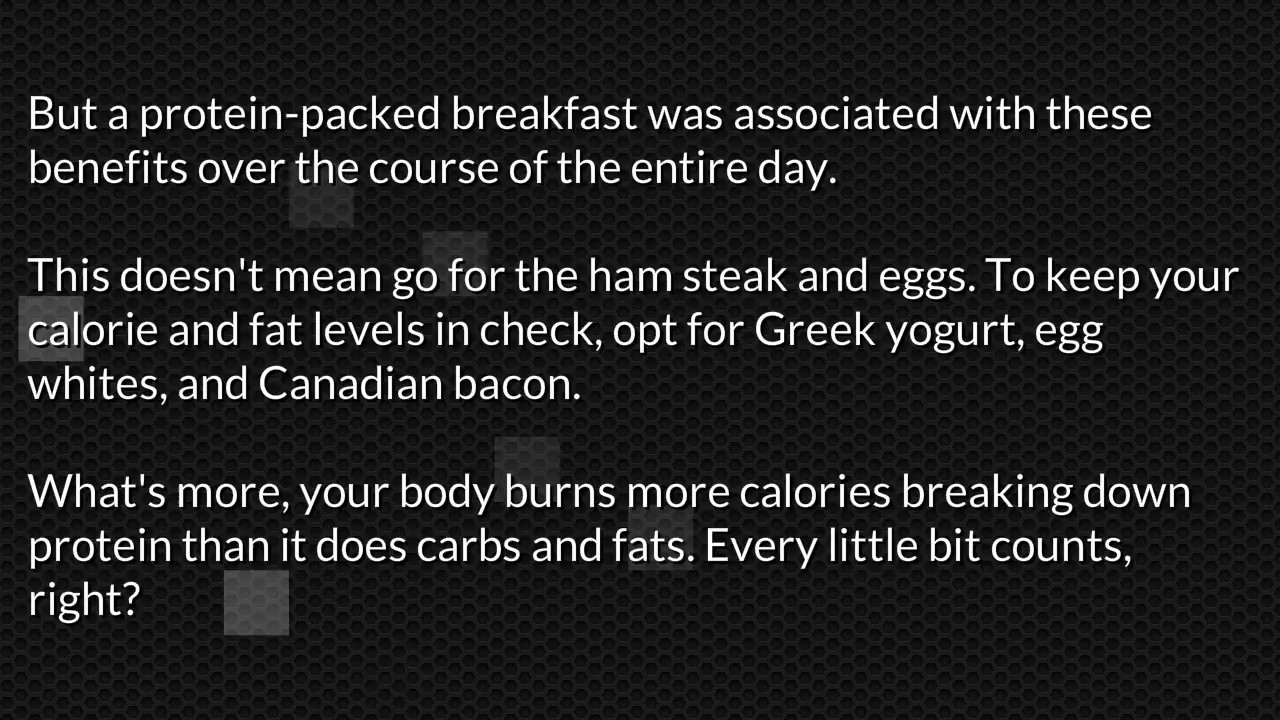 But a protein-packed breakfast was associated with these
benefits over the course of the entire day.
This doesn't mean go for the ham steak and eggs. To keep your
calorie and fat levels in check, opt for Greek yogurt, egg
whites, and Canadian bacon.
What's more, your body burns more calories breaking down
protein than it does carbs and fats. Every little bit counts,
right?